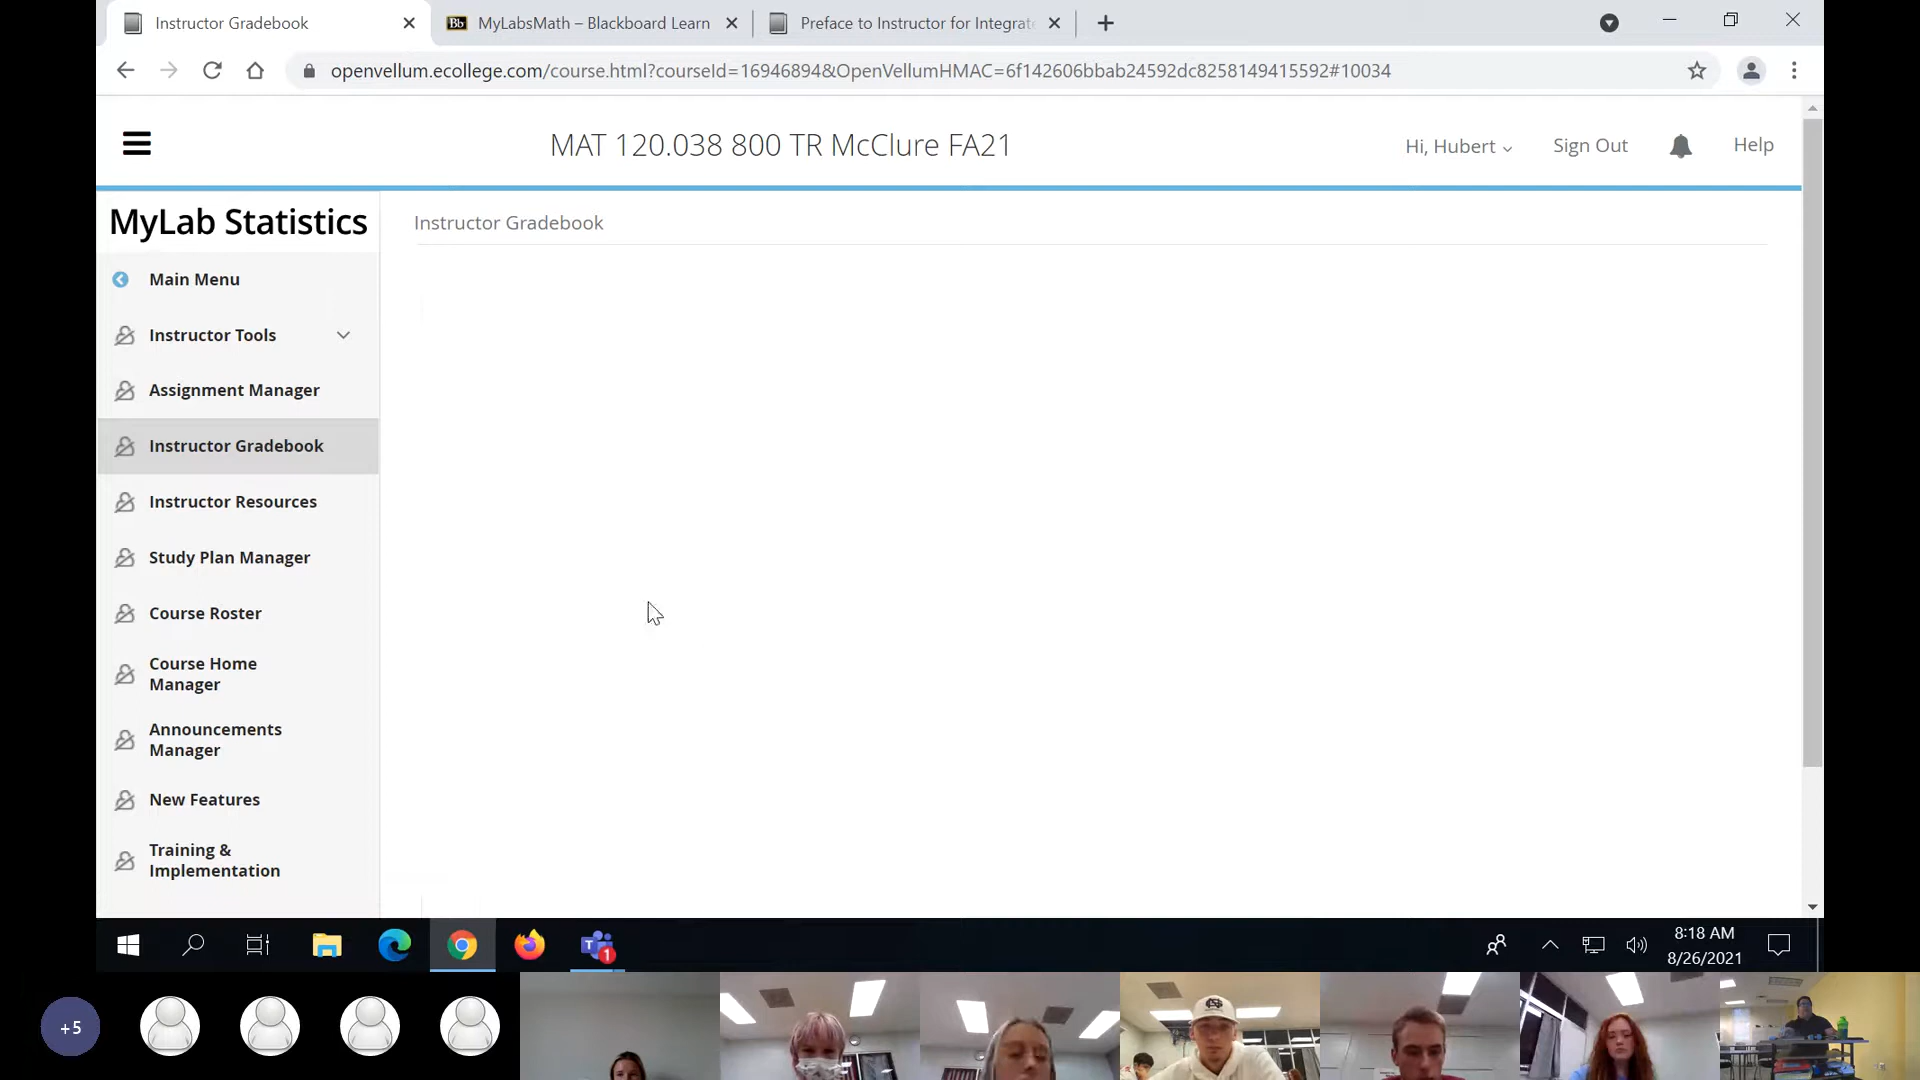 Instructor Gradebook
MyLabsMath – Blackboard Learn
Preface to Instructor for Integrate
openvellum.ecollege.com/course.html?courseId=16946894&OpenVellumHMAC=6f142606bbab24592dc8258149415592#10034
MAT 120.038 800 TR McClure FA21
Hi, Hubert
Sign Out
Help
MyLab Statistics
Instructor Gradebook
Main Menu
Instructor Tools
Assignment Manager
Instructor Gradebook
Instructor Resources
Study Plan Manager
Course Roster
Course Home
Manager
Announcements
Manager
New Features
Training &
Implementation
8:18 AM
8/26/2021
+5